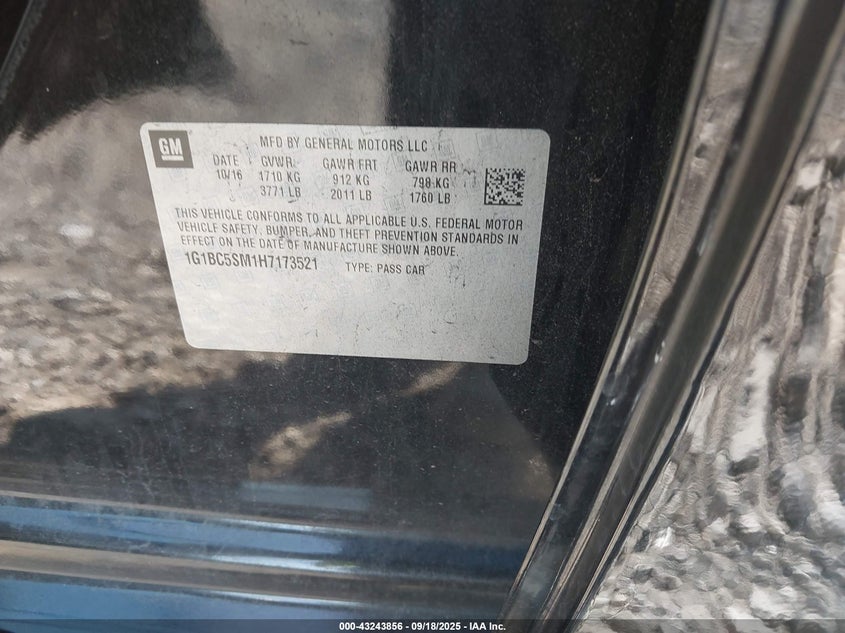 GM
MFD BY GENERAL MOTORS LLC
DATE GVWR GAWR FRT GAWR RR
10/16 1710 KG 912 KG 798 KG
3771 LB 2011 LB 1760 LB
THIS VEHICLE CONFORMS TO ALL APPLICABLE U.S. FEDERAL MOTOR
VEHICLE SAFETY, BUMPER, AND THEFT PREVENTION STANDARDS IN
EFFECT ON THE DATE OF MANUFACTURE SHOWN ABOVE.
1G1BC5SM1H7173521 TYPE: PASS CAR
000-43243856 - 09/18/2025 - IAA Inc.